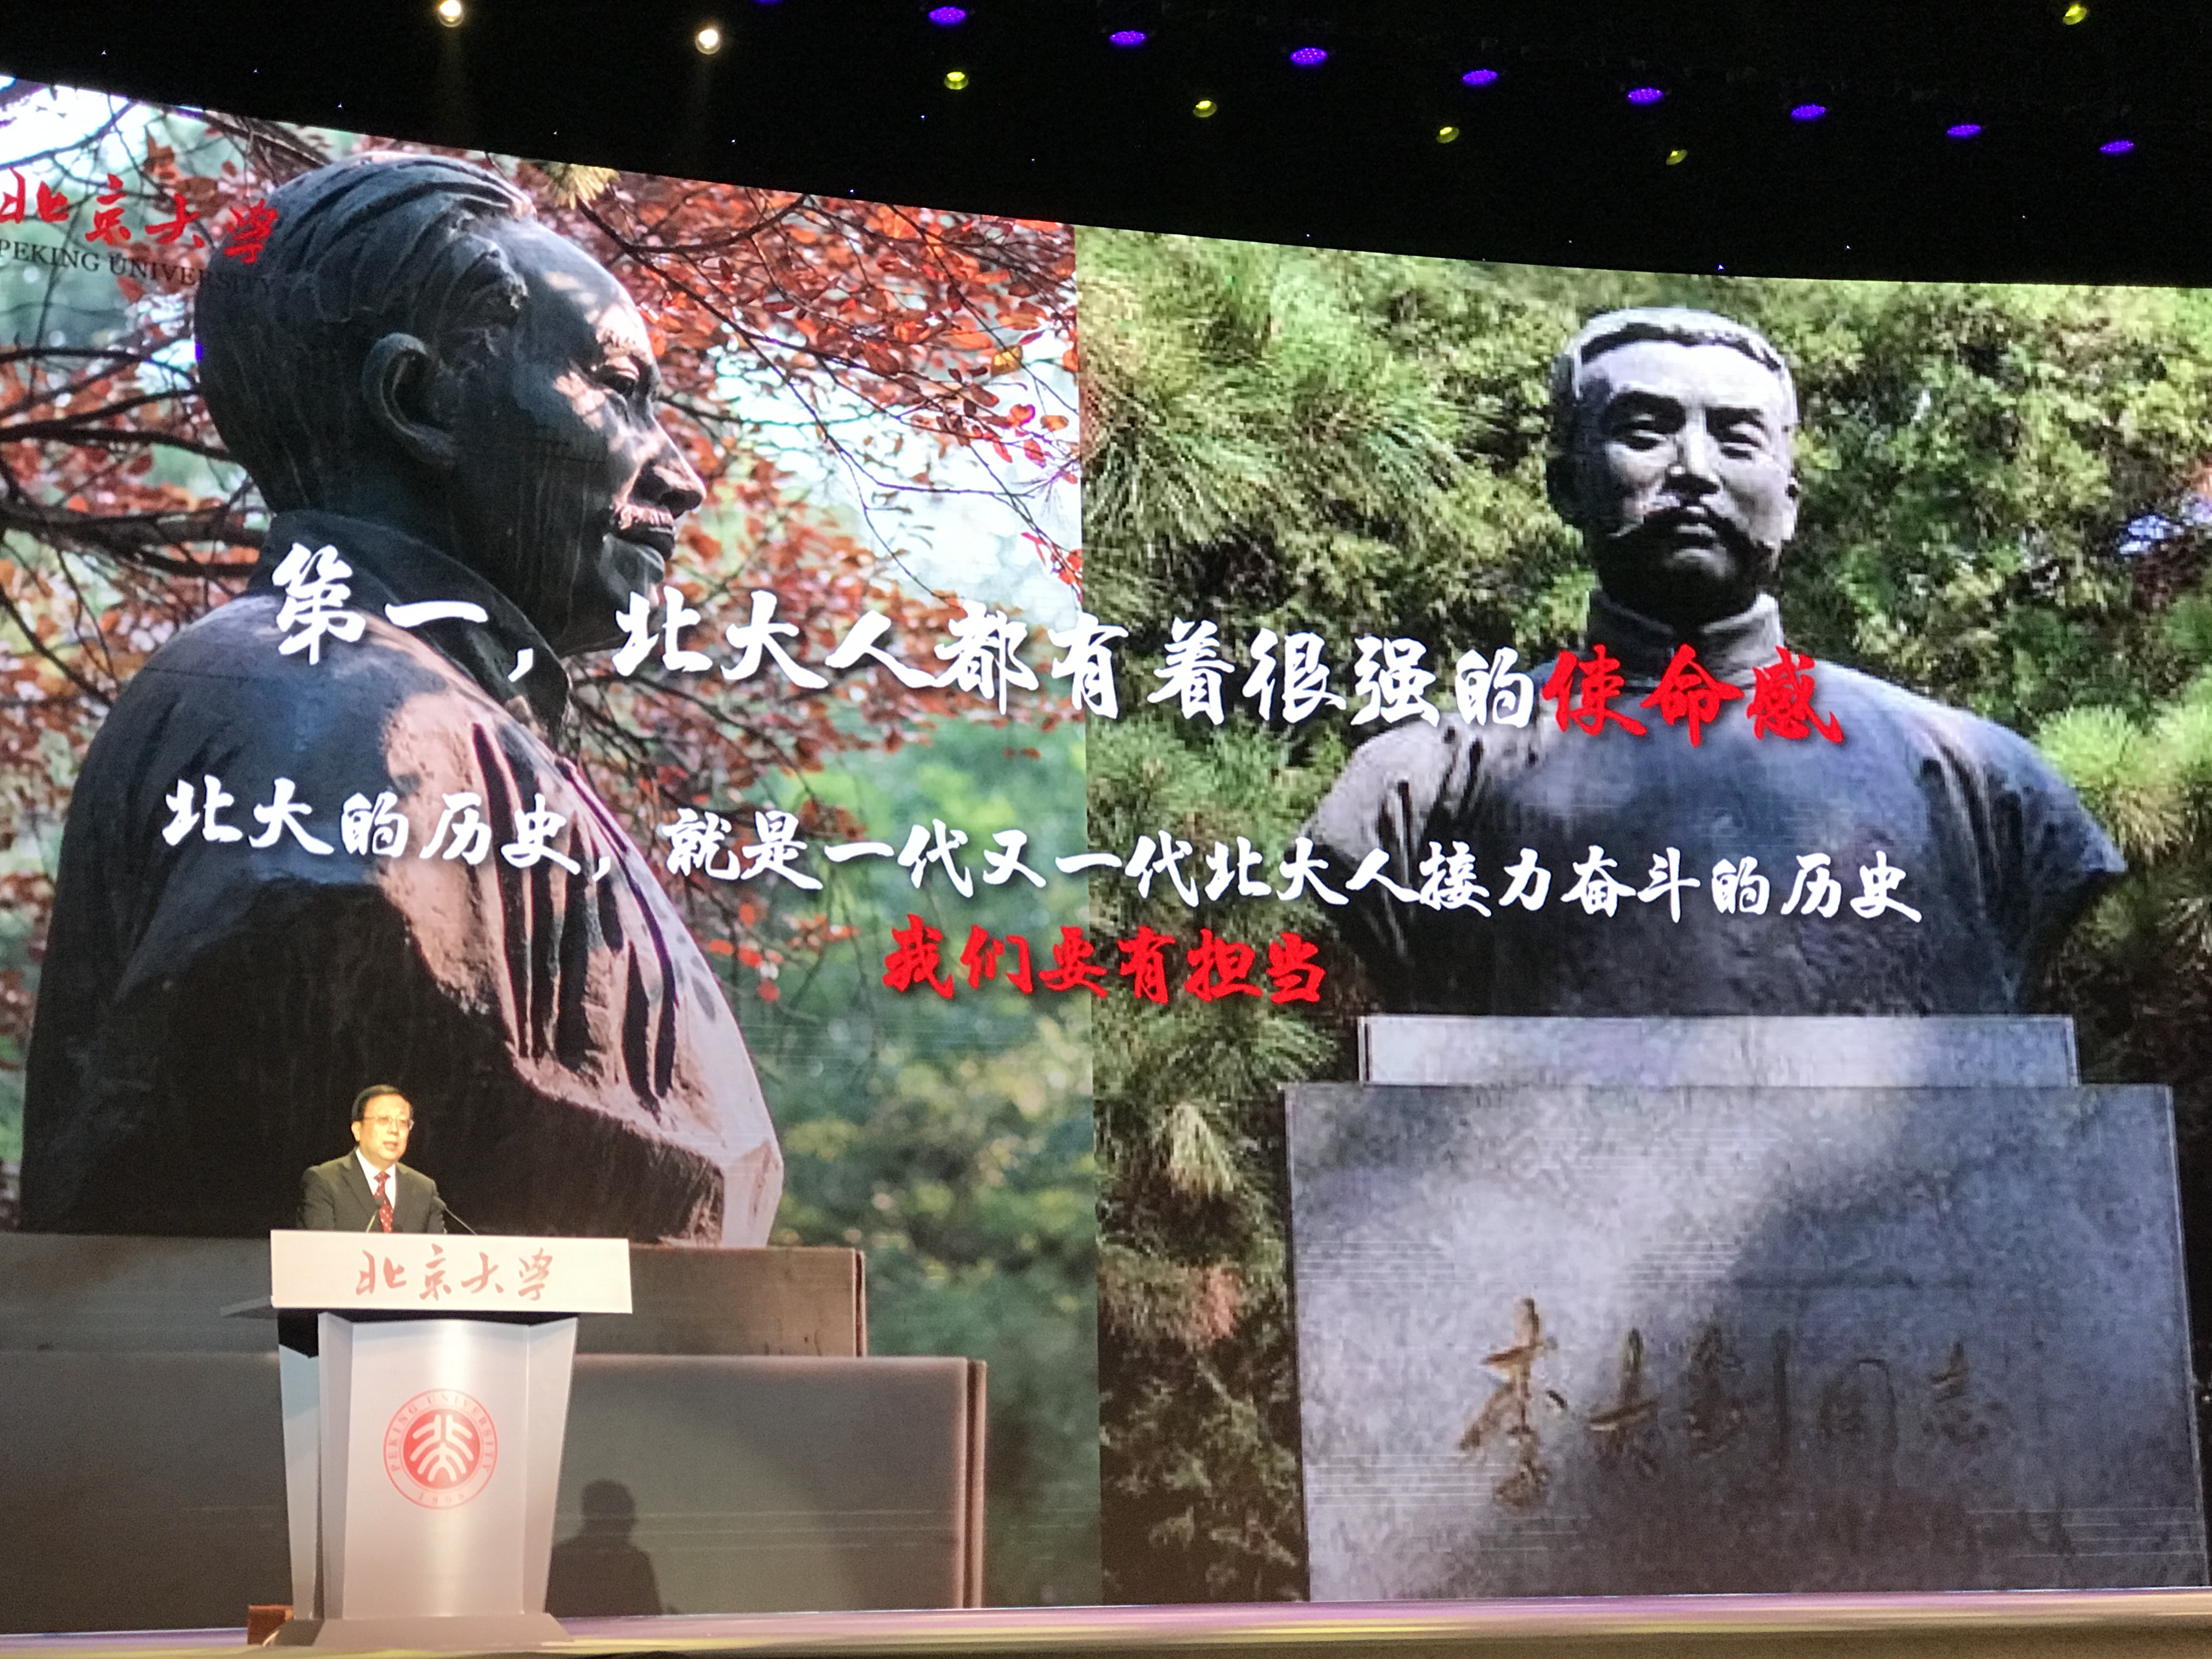 北京大学
PEKING UNIVERSITY
第一，北大人都有着很强的使命感
北大的历史，就是一代又一代北大人接力奋斗的历史
我们要有担当
北京大学
PEKING UNIVERSITY
1898
李大钊同志